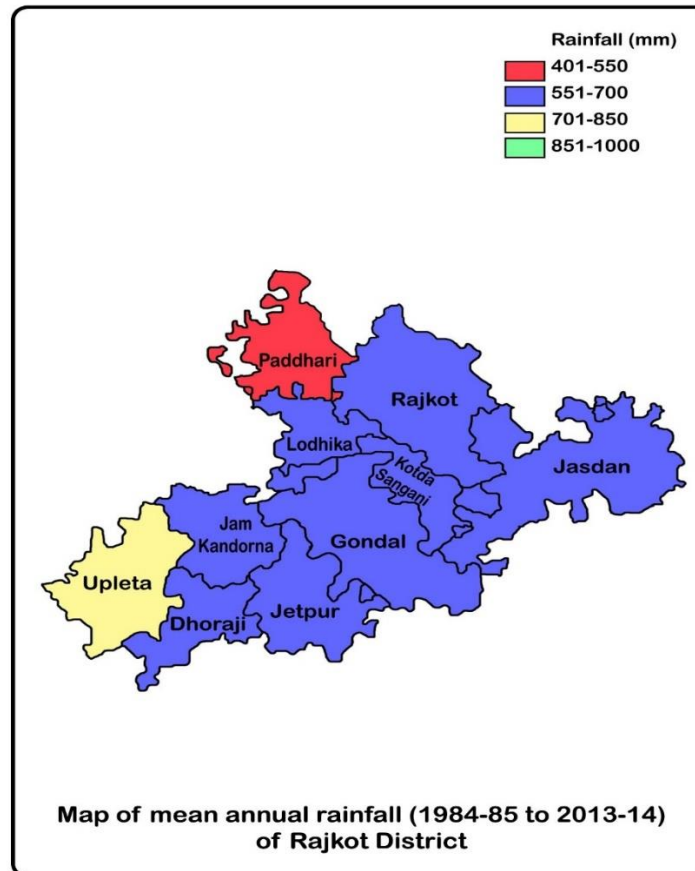 Rainfall (mm)
401-550
551-700
701-850
851-1000
Paddhari
Rajkot
Lodhika
Kotda
Sangani
Jasdan
Jam
Kandorna
Gondal
Upleta
Dhoraji
Jetpur
Map of mean annual rainfall (1984-85 to 2013-14)
of Rajkot District